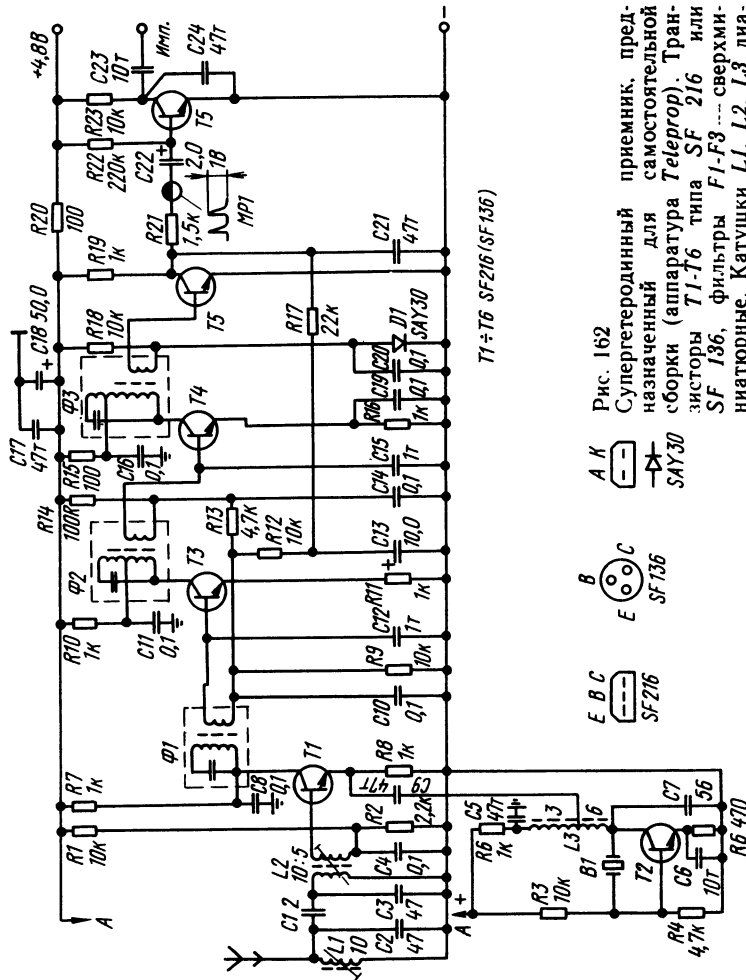 +4,8В
C23
10т
Имп.
C24
47т
R23
10к
T5
R22
220к
C22
2,0
+
1В
МР1
R20
100
R21
1,5к
R19
1к
T5
C21
47т
R17
22к
C18 50,0
+
R18
10к
C17
47т
Ф3
T4
D1
SAY30
C20
0,1
C19
0,1
R16
1к
R15
100
C16
0,1
C15
1т
C14
0,1
R14
100R
R13
4,7к
R12
10к
C13
10,0
+
Ф2
T3
R11
1к
R10
1к
C11
0,1
C12
1т
R9
10к
C10
0,1
Ф1
T1
R8
1к
R7
1к
C8
0,1
47т
C9
R1
10к
R2
2,2к
L2
10:5
C4
0,1
C1 2
C3
47
C2
47
L1
10
A
A
+
−
C5
47т
R6
1к
3
L3
6
C7
56
R3
10к
B1
T2
C6
10т
R6 470
R4
4,7к
T1÷T6 SF216 (SF136)
E B C
SF216
B
E C
SF136
A K
SAY30
Рис. 162
Супергетеродинный приемник, пред-
назначенный для самостоятельной
сборки (аппаратура Teleprop). Тран-
зисторы T1-T6 типа SF 216 или
SF 136, фильтры F1-F3 — сверхми-
ниатюрные. Катушки L1, L2, L3 диа-